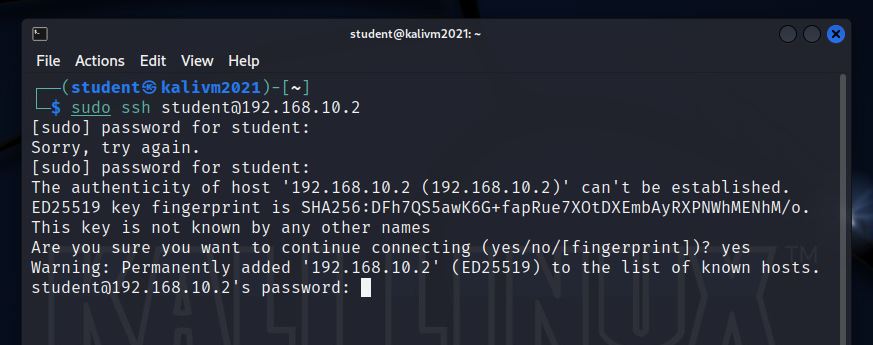 student@kalivm2021: ~
File Actions Edit View Help
┌──(student㉿kalivm2021)-[~]
└─$ sudo ssh student@192.168.10.2
[sudo] password for student:
Sorry, try again.
[sudo] password for student:
The authenticity of host '192.168.10.2 (192.168.10.2)' can't be established.
ED25519 key fingerprint is SHA256:DFh7QS5awK6G+fapRue7XOtDXEmbAyRXPNWhMENhM/o.
This key is not known by any other names
Are you sure you want to continue connecting (yes/no/[fingerprint])? yes
Warning: Permanently added '192.168.10.2' (ED25519) to the list of known hosts.
student@192.168.10.2's password:
KALI LINUX™